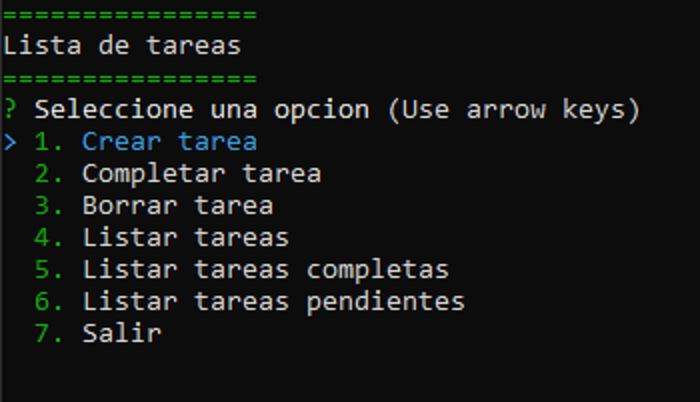 ================
Lista de tareas
================
? Seleccione una opcion (Use arrow keys)
> 1. Crear tarea
2. Completar tarea
3. Borrar tarea
4. Listar tareas
5. Listar tareas completas
6. Listar tareas pendientes
7. Salir